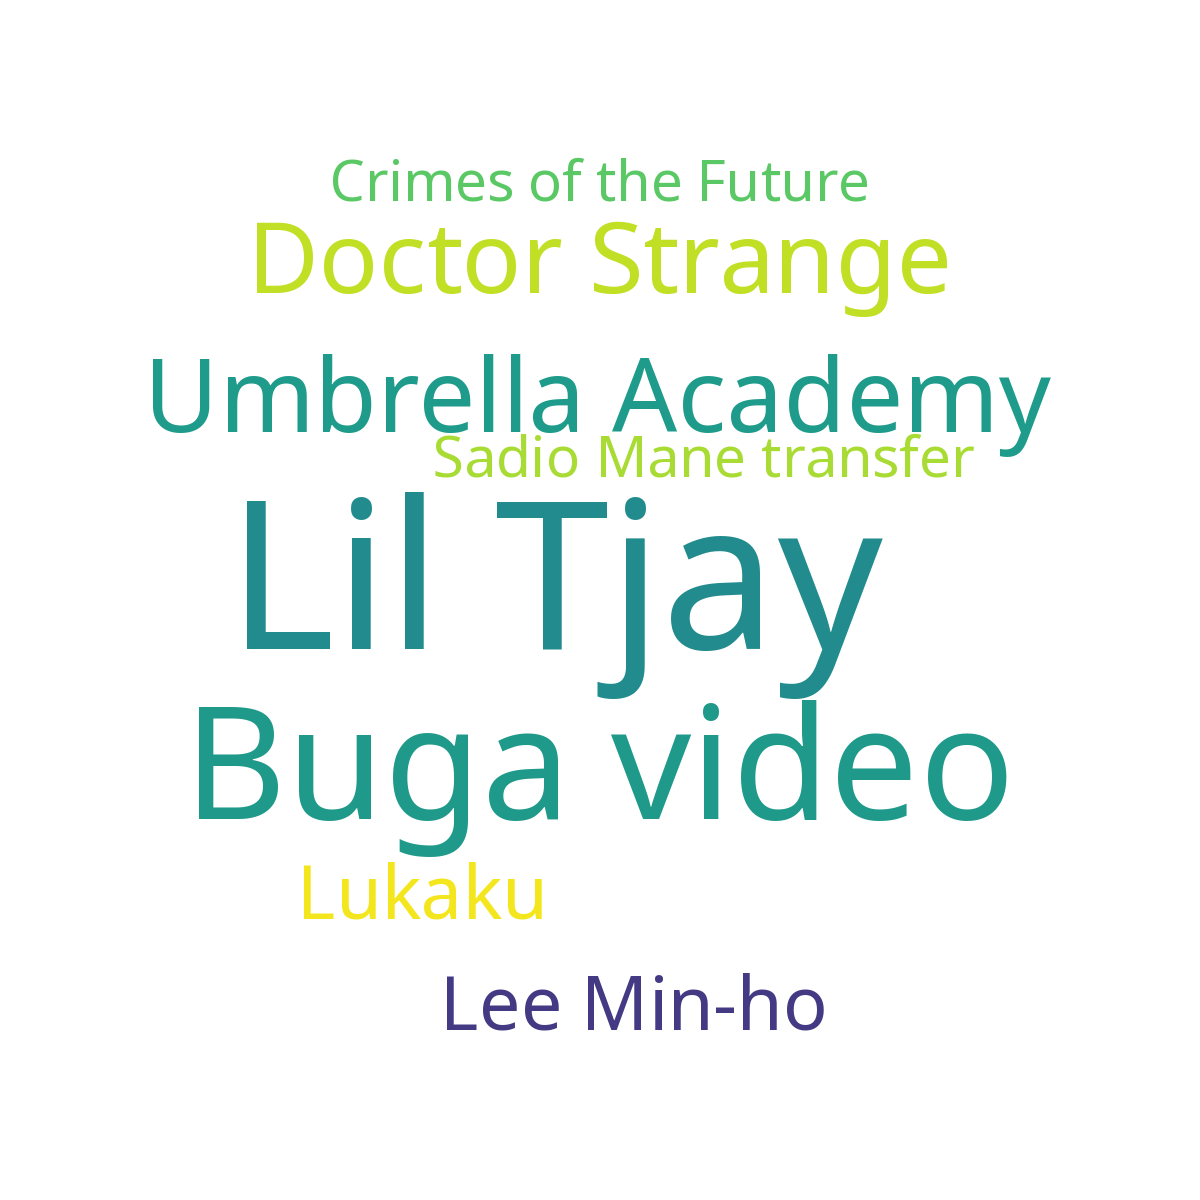 Crimes of the Future
Doctor Strange
Umbrella Academy
Sadio Mane transfer
Lil Tjay
Buga video
Lukaku
Lee Min-ho